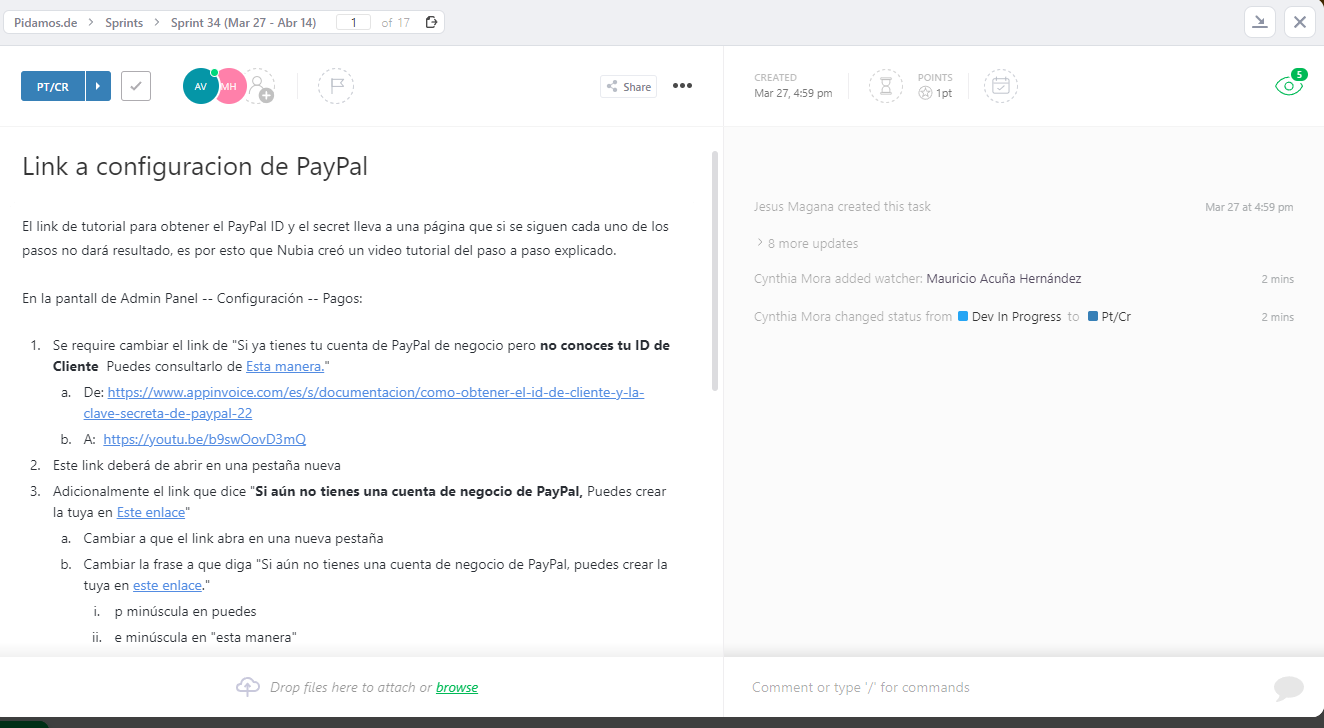 Pidamos.de > Sprints > Sprint 34 (Mar 27 - Abr 14) 1 of 17
PT/CR
AV MH
Share
CREATED
Mar 27, 4:59 pm
POINTS
1pt
5
Link a configuracion de PayPal
El link de tutorial para obtener el PayPal ID y el secret lleva a una página que si se siguen cada uno de los
pasos no dará resultado, es por esto que Nubia creó un video tutorial del paso a paso explicado.
En la pantall de Admin Panel -- Configuración -- Pagos:
1. Se require cambiar el link de "Si ya tienes tu cuenta de PayPal de negocio pero no conoces tu ID de
Cliente Puedes consultarlo de Esta manera."
a. De: https://www.appinvoice.com/es/s/documentacion/como-obtener-el-id-de-cliente-y-la-
clave-secreta-de-paypal-22
b. A: https://youtu.be/b9swOovD3mQ
2. Este link deberá de abrir en una pestaña nueva
3. Adicionalmente el link que dice "Si aún no tienes una cuenta de negocio de PayPal, Puedes crear
la tuya en Este enlace"
a. Cambiar a que el link abra en una nueva pestaña
b. Cambiar la frase a que diga "Si aún no tienes una cuenta de negocio de PayPal, puedes crear la
tuya en este enlace."
i. p minúscula en puedes
ii. e minúscula en "esta manera"
Drop files here to attach or browse
Jesus Magana created this task Mar 27 at 4:59 pm
> 8 more updates
Cynthia Mora added watcher: Mauricio Acuña Hernández 2 mins
Cynthia Mora changed status from Dev In Progress to Pt/Cr 2 mins
Comment or type '/' for commands